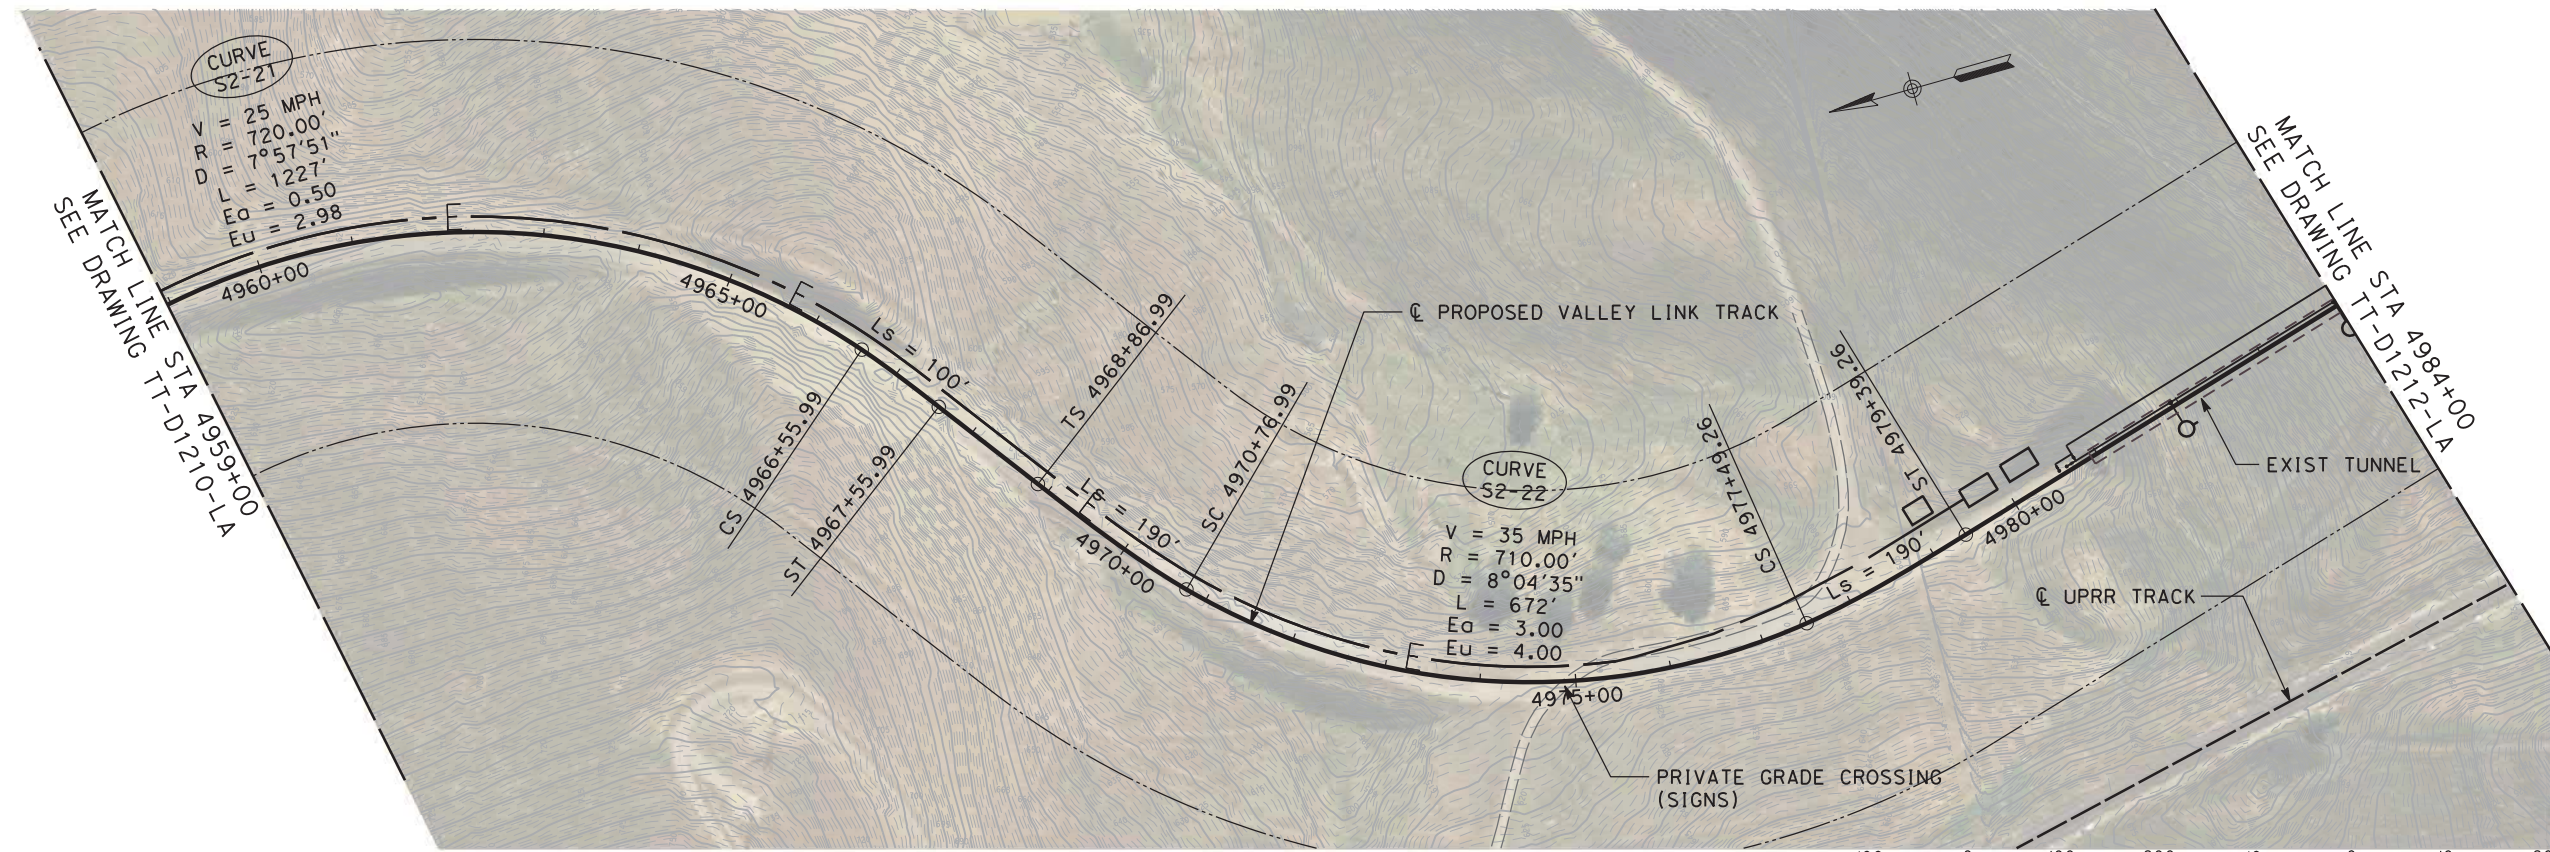 CURVE
S2-21
V = 25 MPH
R = 720.00'
D = 7°57'51"
L = 1227'
Ea = 0.50
Eu = 2.98
MATCH LINE STA 4959+00
SEE DRAWING TT-D1210-LA
4960+00
F
4965+00
F
Ls = 100'
CS 4966+55.99
ST 4967+55.99
TS 4968+86.99
F
Ls = 190'
4970+00
SC 4970+76.99
℄ PROPOSED VALLEY LINK TRACK
CURVE
S2-22
V = 35 MPH
R = 710.00'
D = 8°04'35"
L = 672'
Ea = 3.00
Eu = 4.00
F
4975+00
PRIVATE GRADE CROSSING
(SIGNS)
CS 4977+49.26
Ls = 190'
ST 4979+39.26
4980+00
EXIST TUNNEL
℄ UPRR TRACK
MATCH LINE STA 4984+00
SEE DRAWING TT-D1212-LA